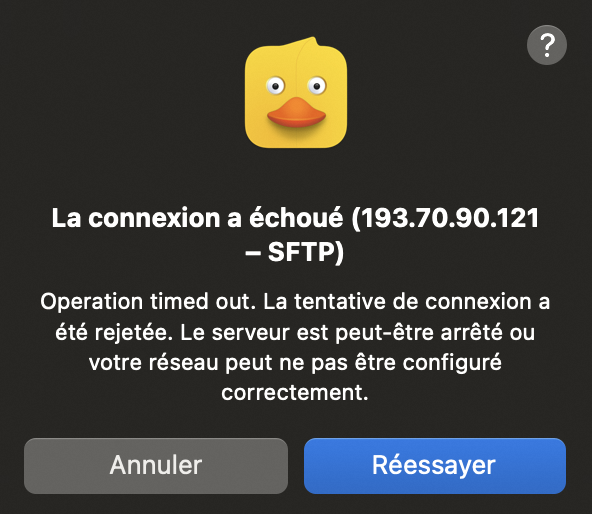 ?
La connexion a échoué (193.70.90.121
– SFTP)
Operation timed out. La tentative de connexion a
été rejetée. Le serveur est peut-être arrêté ou
votre réseau peut ne pas être configuré
correctement.
Annuler
Réessayer